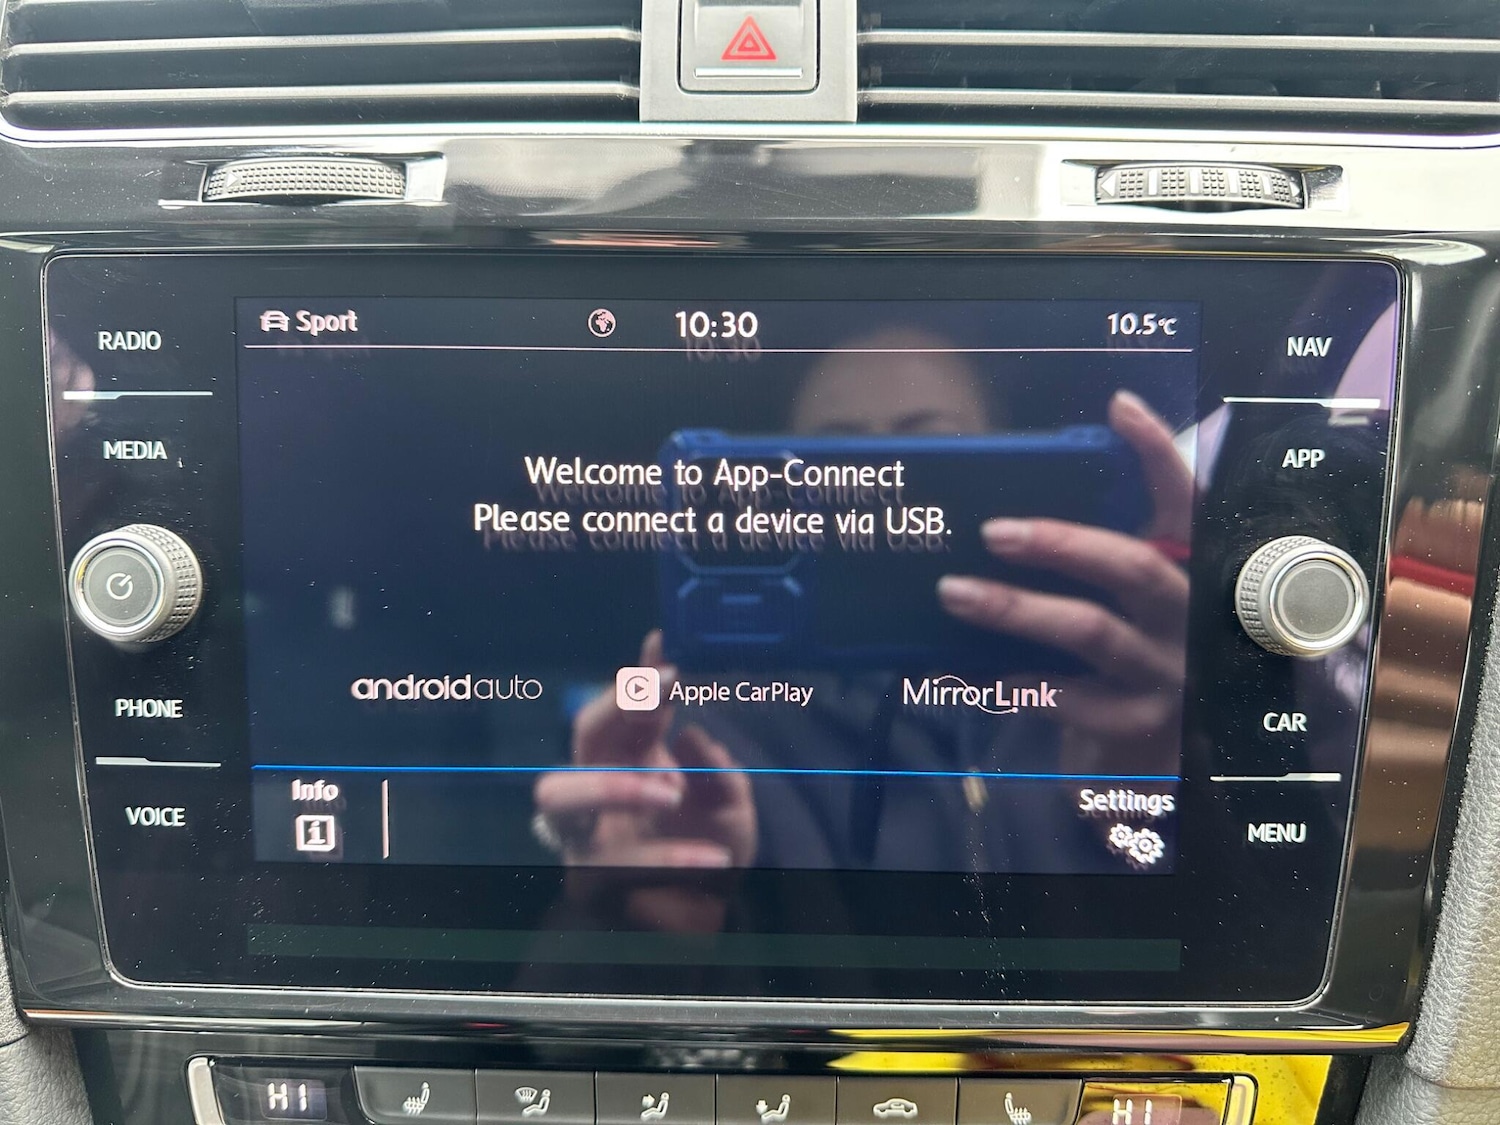 RADIO
MEDIA
PHONE
VOICE
Sport
10:30
10.5°C
Welcome to App-Connect
Please connect a device via USB.
androidauto
Apple CarPlay
MirrorLink
Info
i
Settings
NAV
APP
CAR
MENU
HI
HI